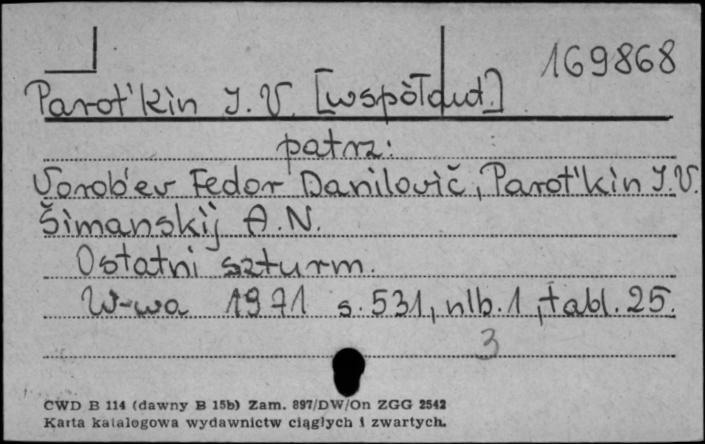 169868
Parot'kin I. V. [współaut.]
patrz:
Vorob'ev Fedor Danilovič, Parot'kin I.V.
Šimanskij A.N.
Ostatni szturm.
W-wa 1971 s. 531, nlb. 1, tabl. 25.
3
CWD B 114 (dawny B 15b) Zam. 897/DW/On ZGG 2542
Karta katalogowa wydawnictw ciągłych i zwartych.